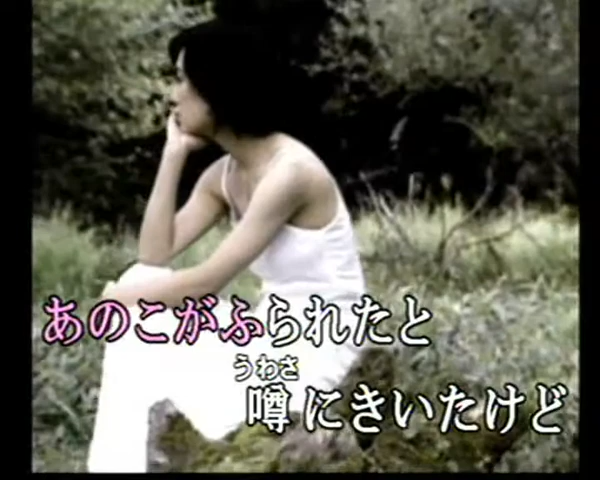 あのこがふられたと
うわさ
噂にきいたけど